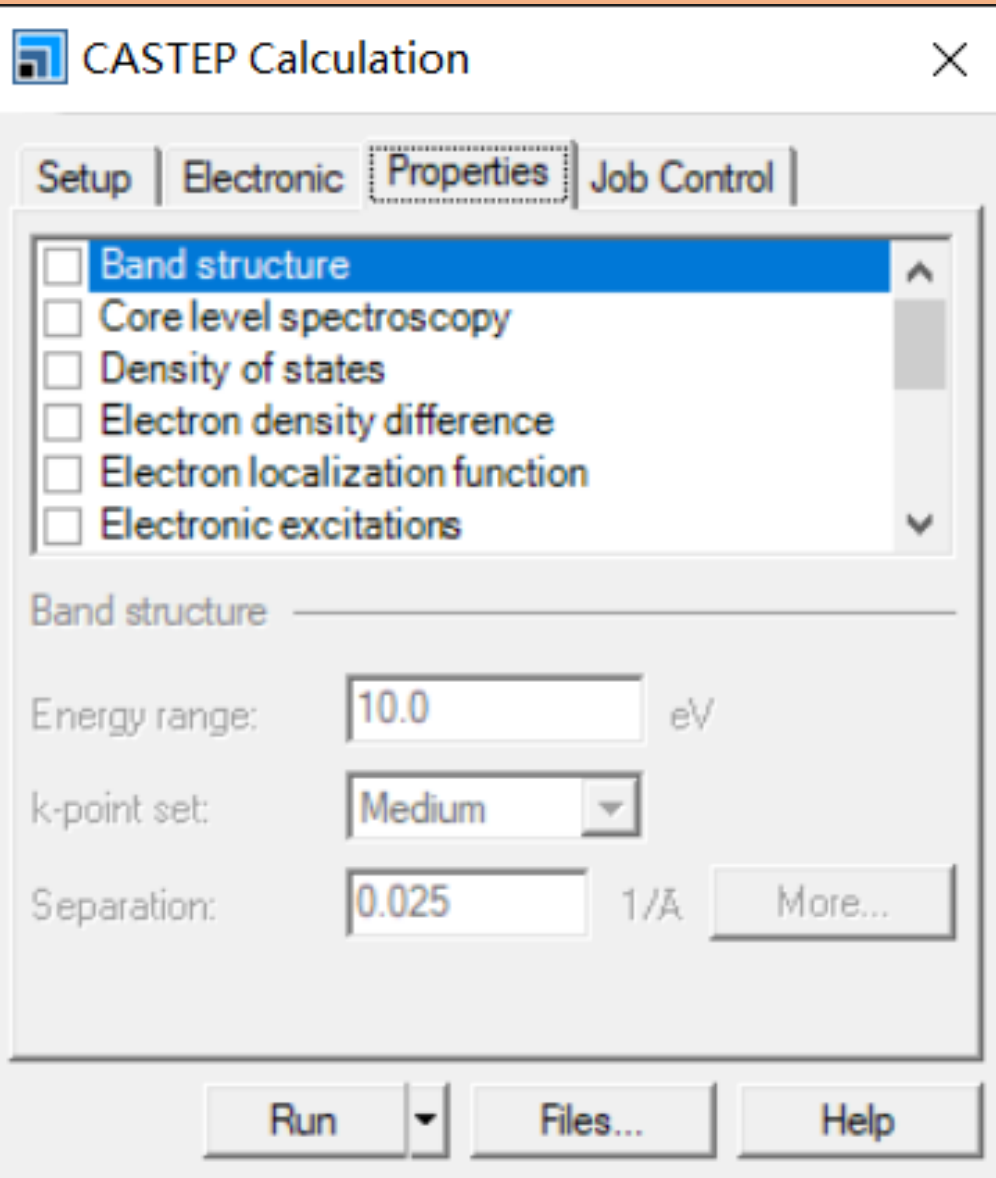 CASTEP Calculation
Setup Electronic Properties Job Control
Band structure
Core level spectroscopy
Density of states
Electron density difference
Electron localization function
Electronic excitations
Band structure
Energy range: 10.0 eV
k-point set: Medium
Separation: 0.025 1/Å More...
Run Files... Help